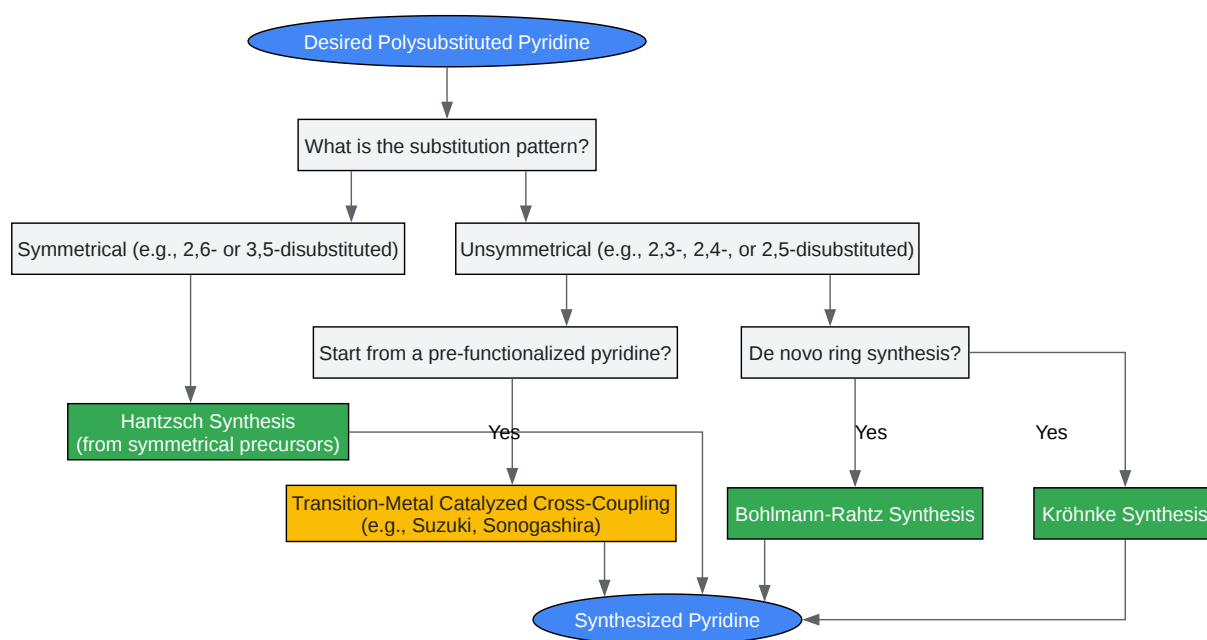 Desired Polysubstituted Pyridine
What is the substitution pattern?
Symmetrical (e.g., 2,6- or 3,5-disubstituted)
Unsymmetrical (e.g., 2,3-, 2,4-, or 2,5-disubstituted)
Start from a pre-functionalized pyridine?
De novo ring synthesis?
Hantzsch Synthesis
(from symmetrical precursors)
Yes
Yes
Yes
Transition-Metal Catalyzed Cross-Coupling
(e.g., Suzuki, Sonogashira)
Bohlmann-Rahtz Synthesis
Kröhnke Synthesis
Synthesized Pyridine